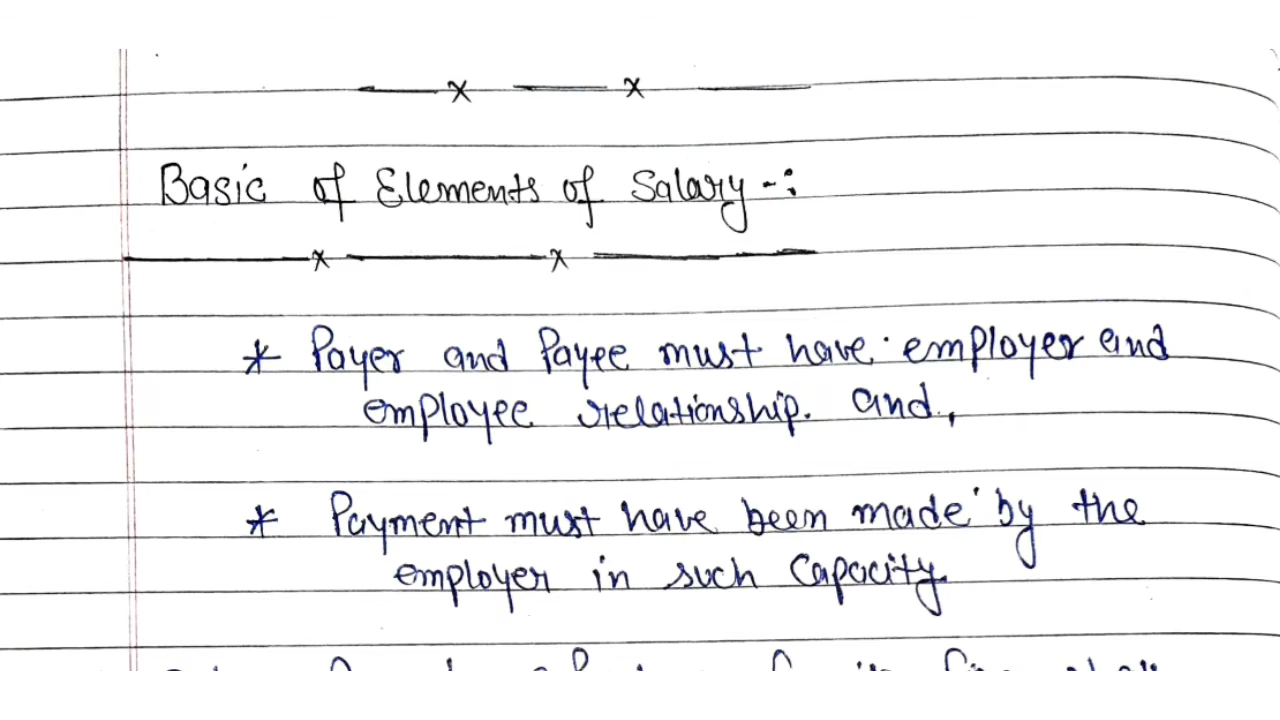 Basic of Elements of Salary -:
* Payer and Payee must have employer and
employee relationship. and,
* Payment must have been made by the
employer in such capacity.